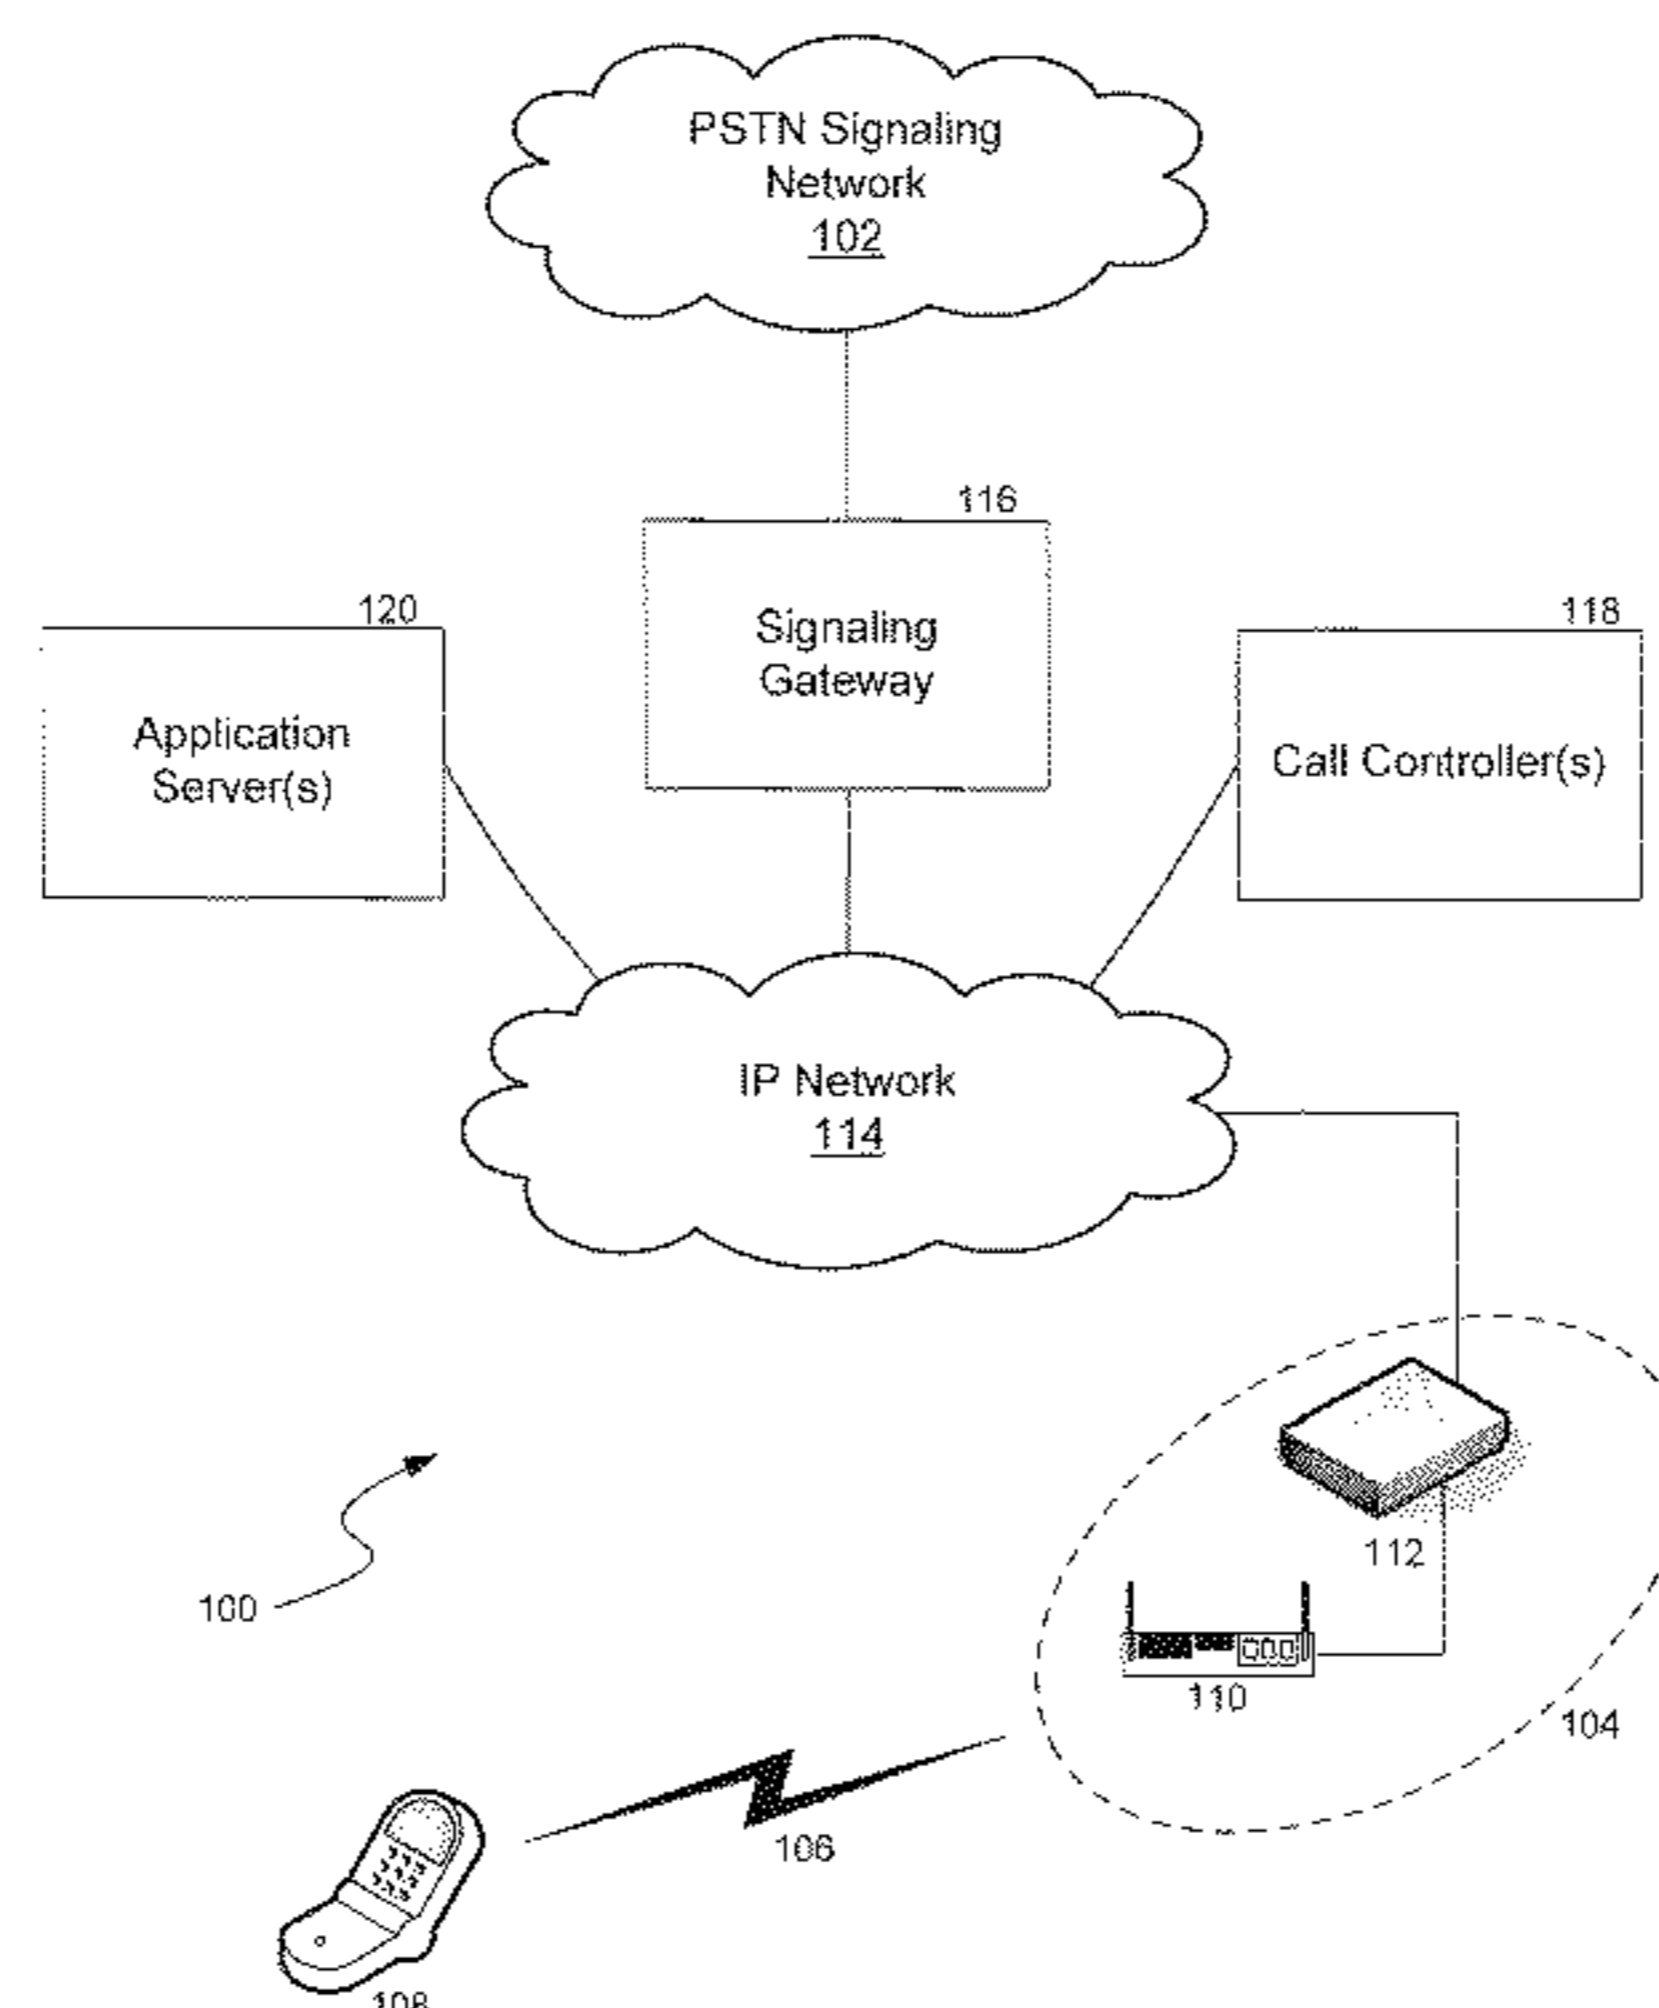 PSTN Signaling
Network
102
116
Signaling
Gateway
120
Application
Server(s)
118
Call Controller(s)
IP Network
114
112
100
110
104
106
108